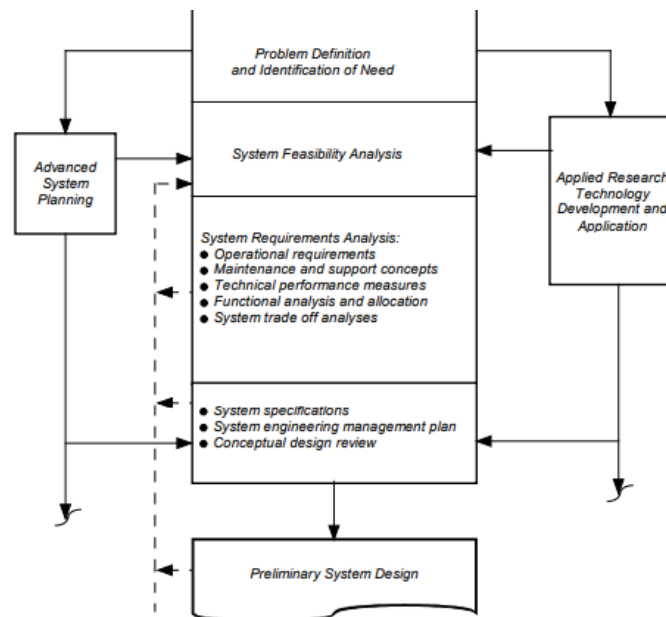 Problem Definition
and Identification of Need
System Feasibility Analysis
Advanced
System
Planning
Applied Research
Technology
Development and
Application
System Requirements Analysis:
● Operational requirements
● Maintenance and support concepts
● Technical performance measures
● Functional analysis and allocation
● System trade off analyses
● System specifications
● System engineering management plan
● Conceptual design review
Preliminary System Design